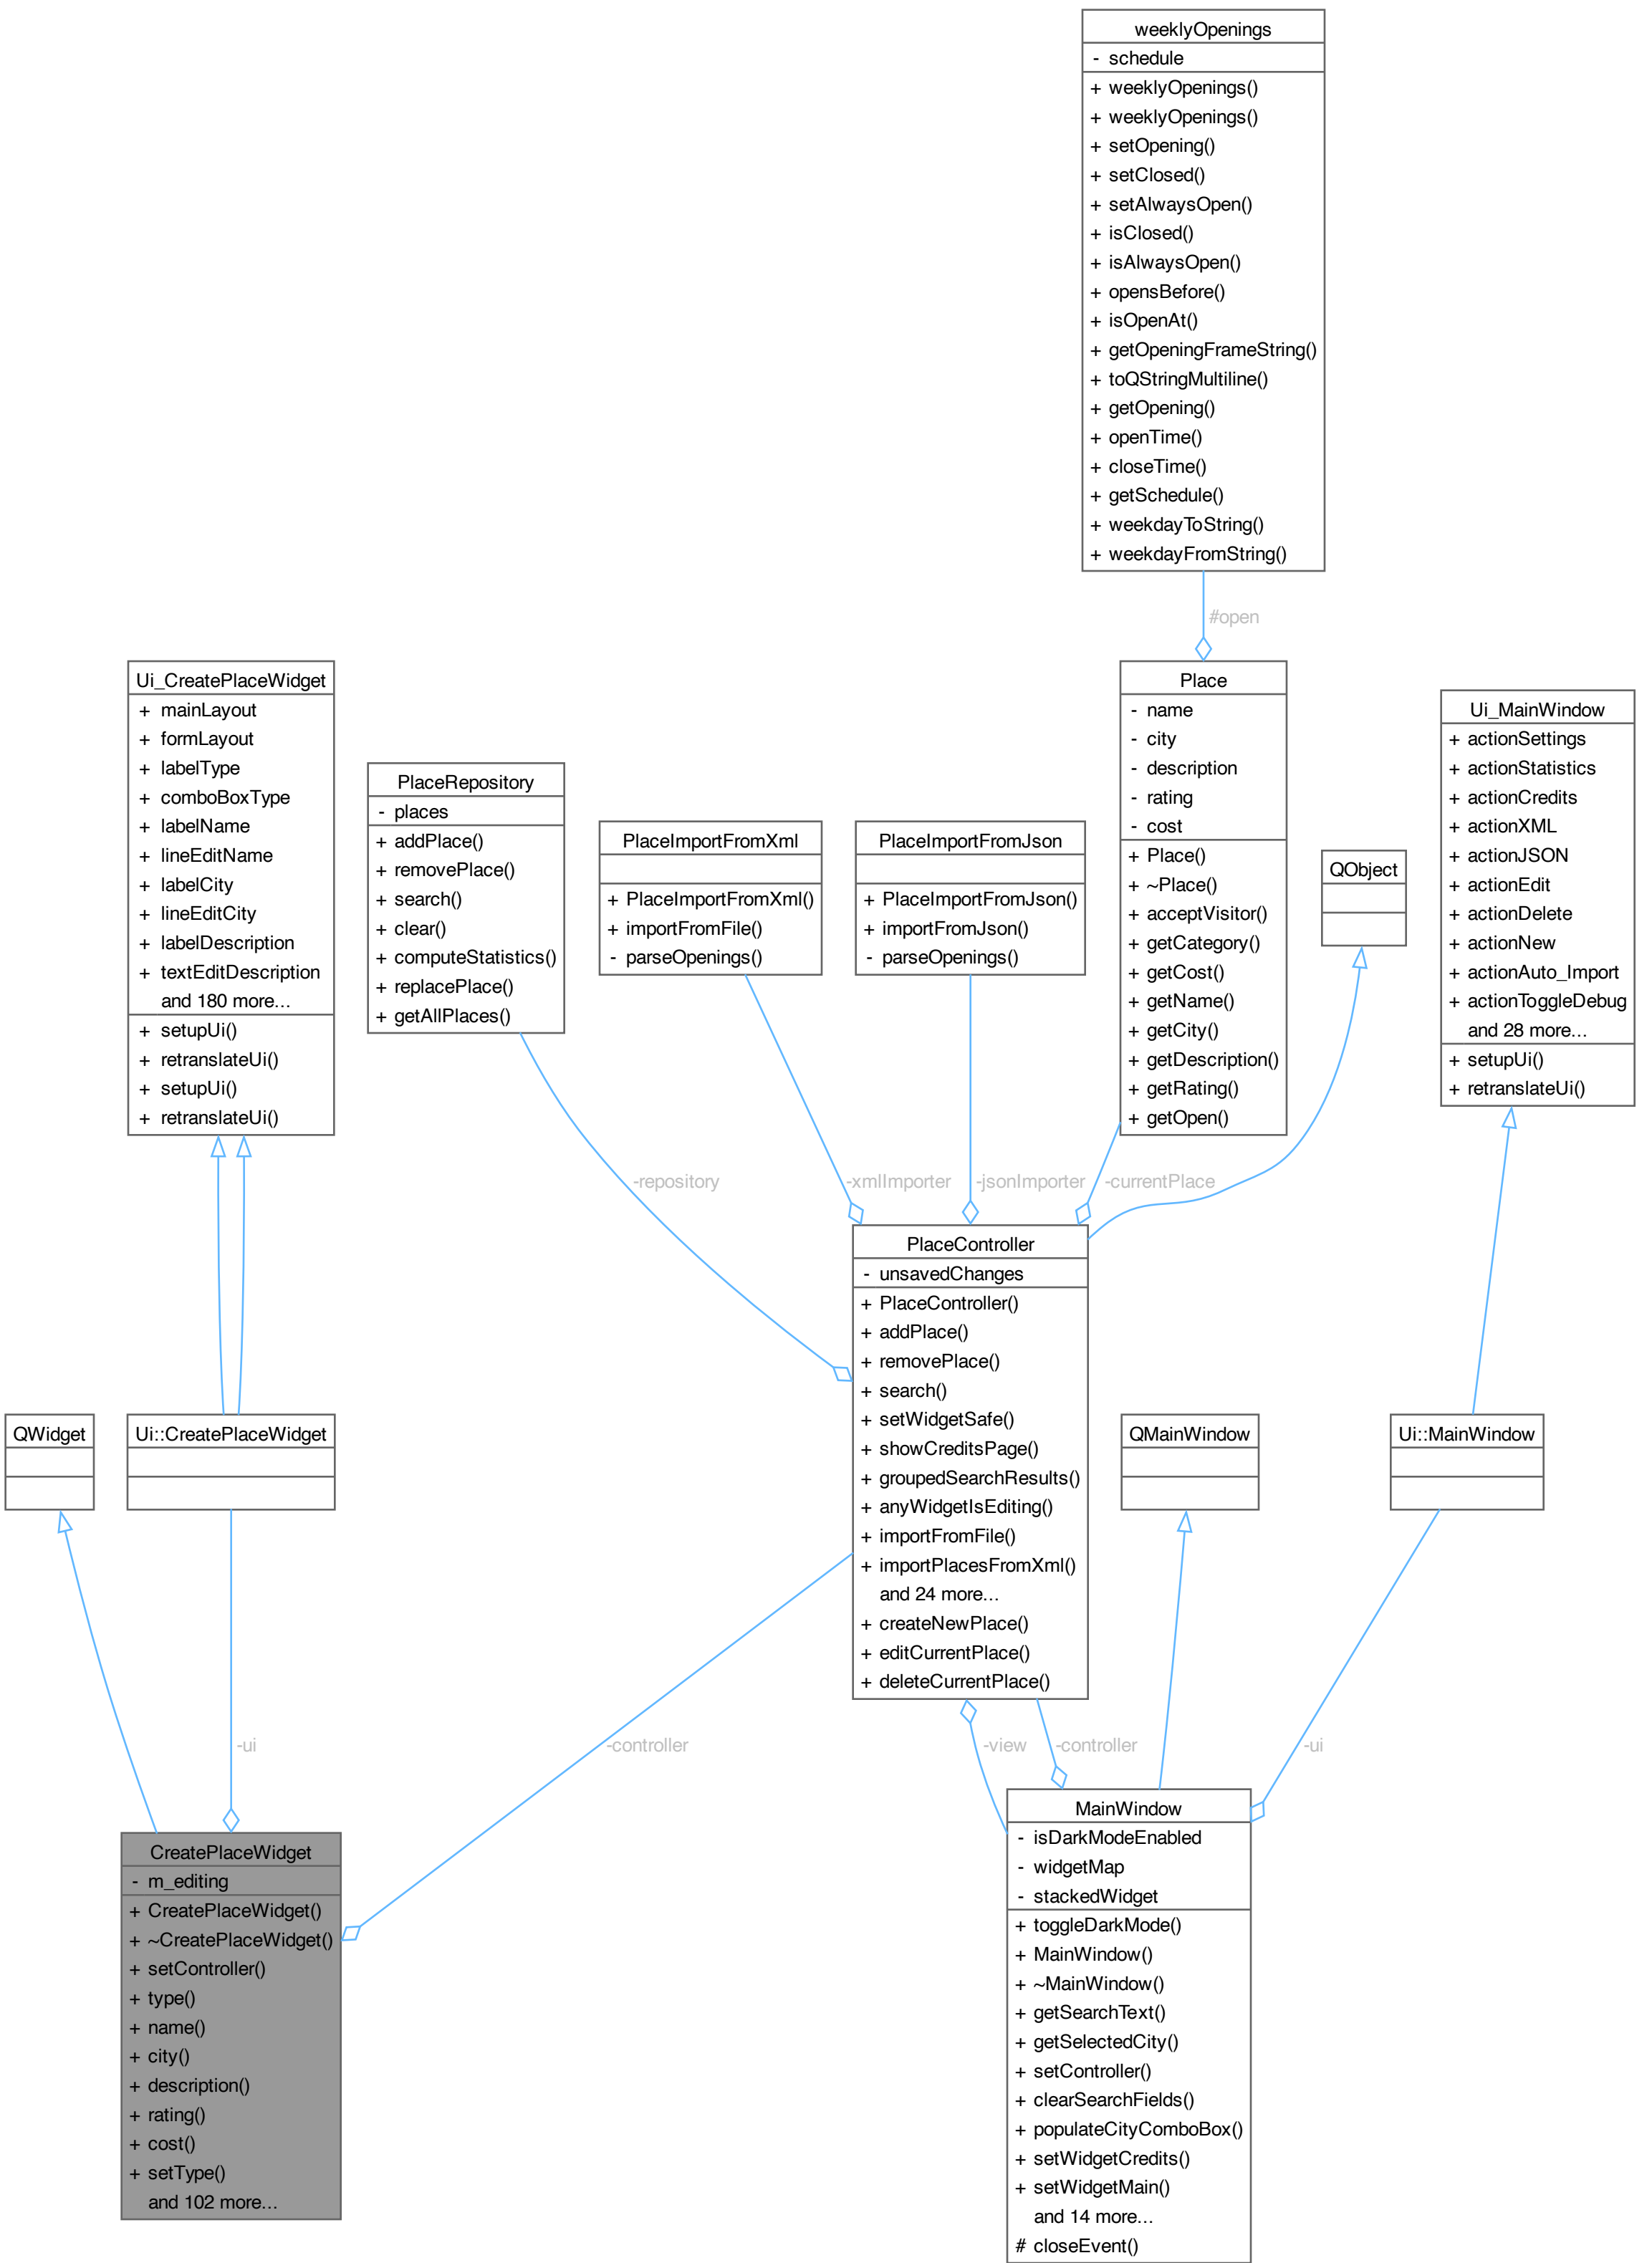 weeklyOpenings
- schedule
+ weeklyOpenings()
+ weeklyOpenings()
+ setOpening()
+ setClosed()
+ setAlwaysOpen()
+ isClosed()
+ isAlwaysOpen()
+ opensBefore()
+ isOpenAt()
+ getOpeningFrameString()
+ toQStringMultiline()
+ getOpening()
+ openTime()
+ closeTime()
+ getSchedule()
+ weekdayToString()
+ weekdayFromString()
#open
Ui_CreatePlaceWidget
+ mainLayout
+ formLayout
+ labelType
+ comboBoxType
+ labelName
+ lineEditName
+ labelCity
+ lineEditCity
+ labelDescription
+ textEditDescription
and 180 more...
+ setupUi()
+ retranslateUi()
+ setupUi()
+ retranslateUi()
PlaceRepository
- places
+ addPlace()
+ removePlace()
+ search()
+ clear()
+ computeStatistics()
+ replacePlace()
+ getAllPlaces()
PlaceImportFromXml
+ PlaceImportFromXml()
+ importFromFile()
- parseOpenings()
PlaceImportFromJson
+ PlaceImportFromJson()
+ importFromJson()
- parseOpenings()
Place
- name
- city
- description
- rating
- cost
+ Place()
+ ~Place()
+ acceptVisitor()
+ getCategory()
+ getCost()
+ getName()
+ getCity()
+ getDescription()
+ getRating()
+ getOpen()
QObject
Ui_MainWindow
+ actionSettings
+ actionStatistics
+ actionCredits
+ actionXML
+ actionJSON
+ actionEdit
+ actionDelete
+ actionNew
+ actionAuto_Import
+ actionToggleDebug
and 28 more...
+ setupUi()
+ retranslateUi()
-repository
-xmlImporter
-jsonImporter
-currentPlace
PlaceController
- unsavedChanges
+ PlaceController()
+ addPlace()
+ removePlace()
+ search()
+ setWidgetSafe()
+ showCreditsPage()
+ groupedSearchResults()
+ anyWidgetIsEditing()
+ importFromFile()
+ importPlacesFromXml()
and 24 more...
+ createNewPlace()
+ editCurrentPlace()
+ deleteCurrentPlace()
QWidget
Ui::CreatePlaceWidget
QMainWindow
Ui::MainWindow
-ui
-controller
-view
-controller
-ui
CreatePlaceWidget
- m_editing
+ CreatePlaceWidget()
+ ~CreatePlaceWidget()
+ setController()
+ type()
+ name()
+ city()
+ description()
+ rating()
+ cost()
+ setType()
and 102 more...
MainWindow
- isDarkModeEnabled
- widgetMap
- stackedWidget
+ toggleDarkMode()
+ MainWindow()
+ ~MainWindow()
+ getSearchText()
+ getSelectedCity()
+ setController()
+ clearSearchFields()
+ populateCityComboBox()
+ setWidgetCredits()
+ setWidgetMain()
and 14 more...
# closeEvent()